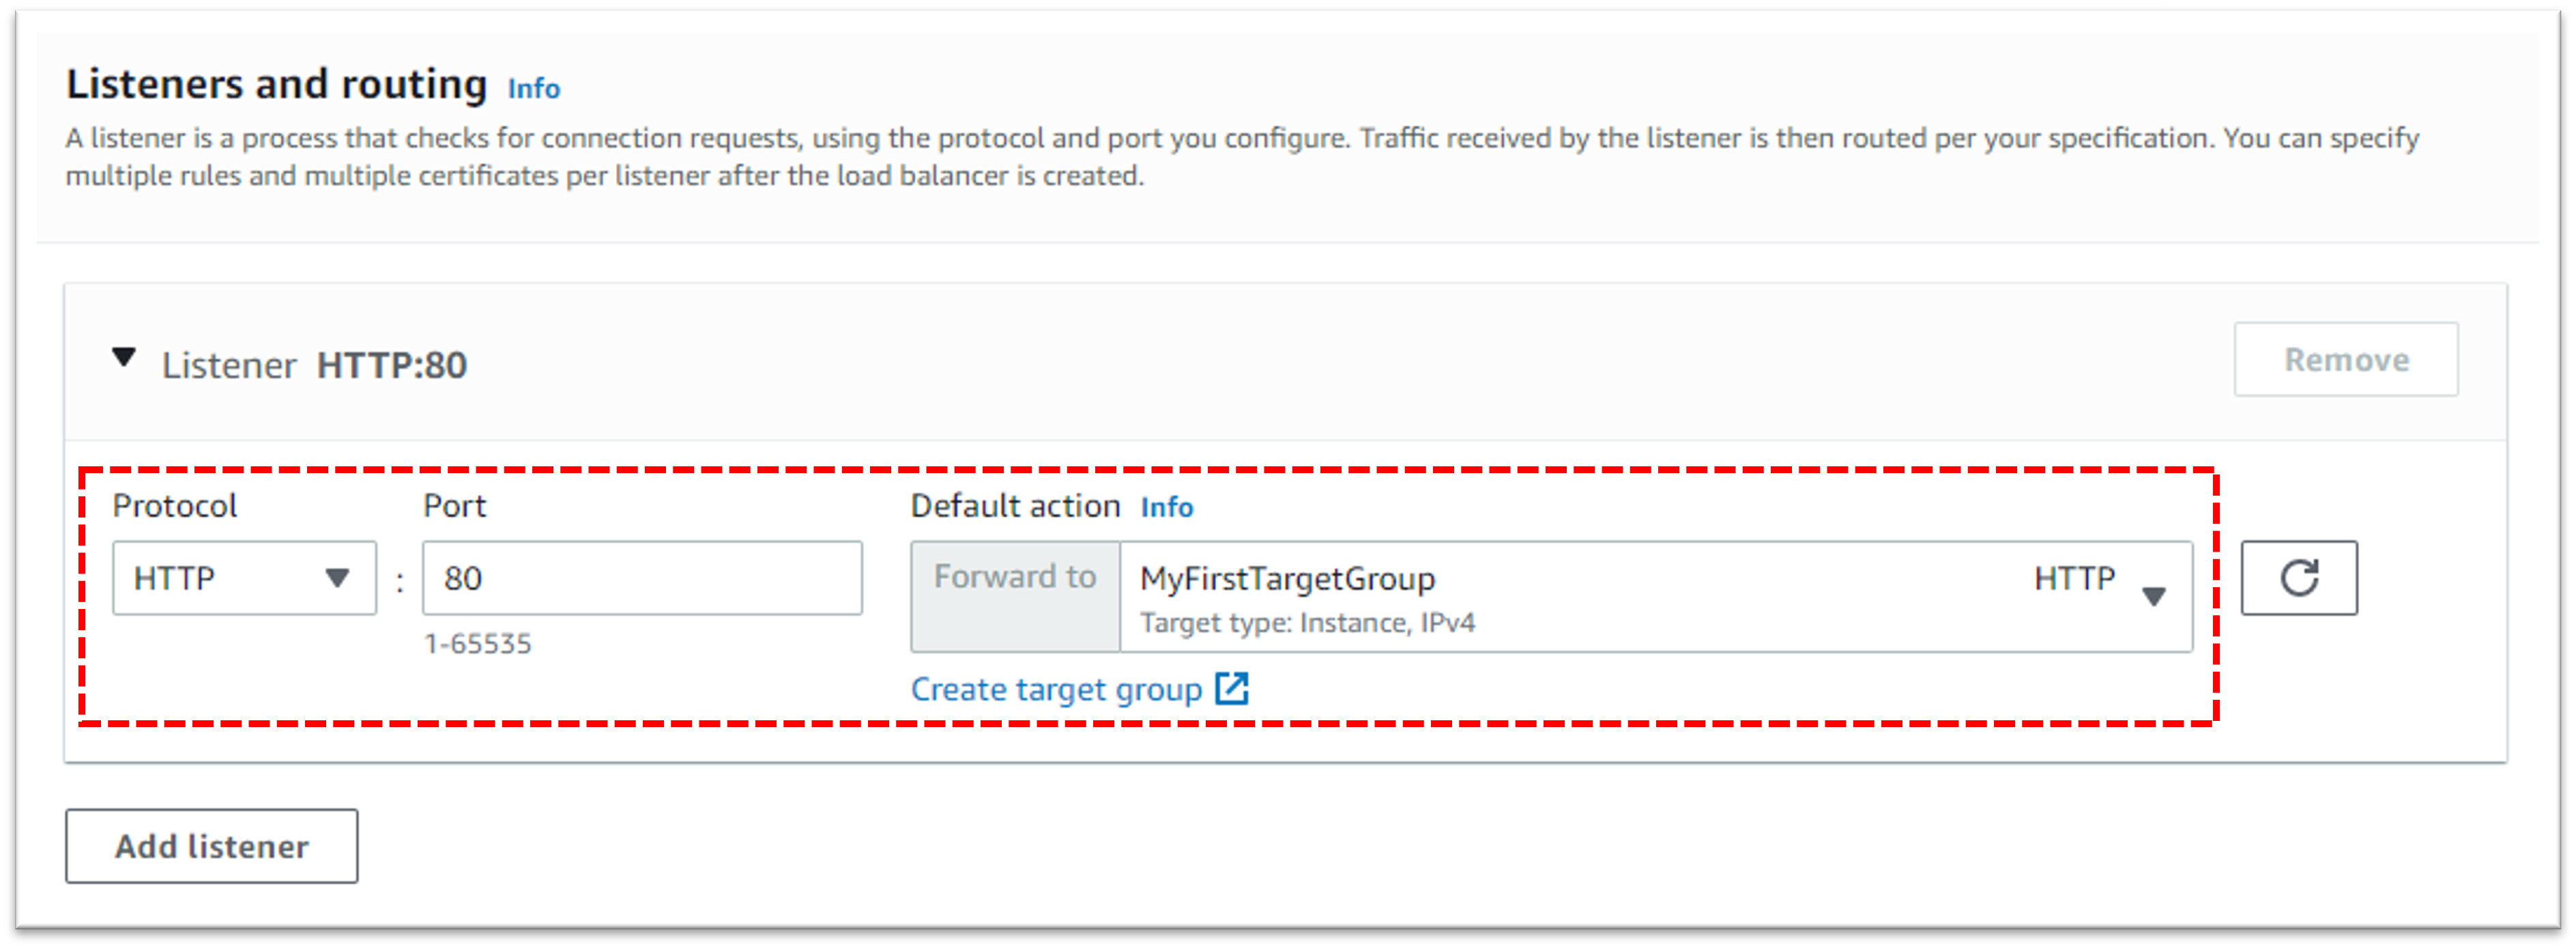 Listeners and routing Info
A listener is a process that checks for connection requests, using the protocol and port you configure. Traffic received by the listener is then routed per your specification. You can specify
multiple rules and multiple certificates per listener after the load balancer is created.
Listener HTTP:80
Remove
Protocol Port Default action Info
HTTP : 80 Forward to MyFirstTargetGroup HTTP
Target type: Instance, IPv4
1-65535
Create target group
Add listener